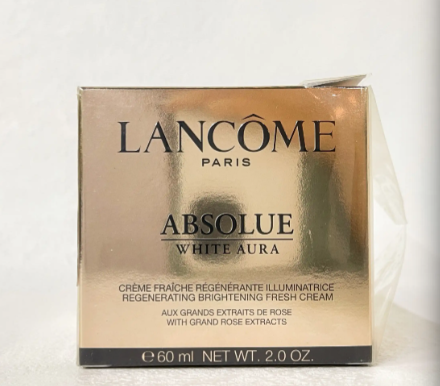 LANCÔME
PARIS
ABSOLUE
WHITE AURA
CRÈME FRAÎCHE RÉGÉNÉRANTE ILLUMINATRICE
REGENERATING BRIGHTENING FRESH CREAM
AUX GRANDS EXTRAITS DE ROSE
WITH GRAND ROSE EXTRACTS
℮ 60 ml NET WT. 2.0 OZ.